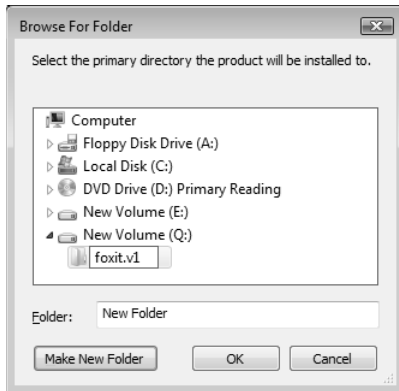 Browse For Folder
Select the primary directory the product will be installed to.
Computer
Floppy Disk Drive (A:)
Local Disk (C:)
DVD Drive (D:) Primary Reading
New Volume (E:)
New Volume (Q:)
foxit.v1
Folder: New Folder
Make New Folder OK Cancel